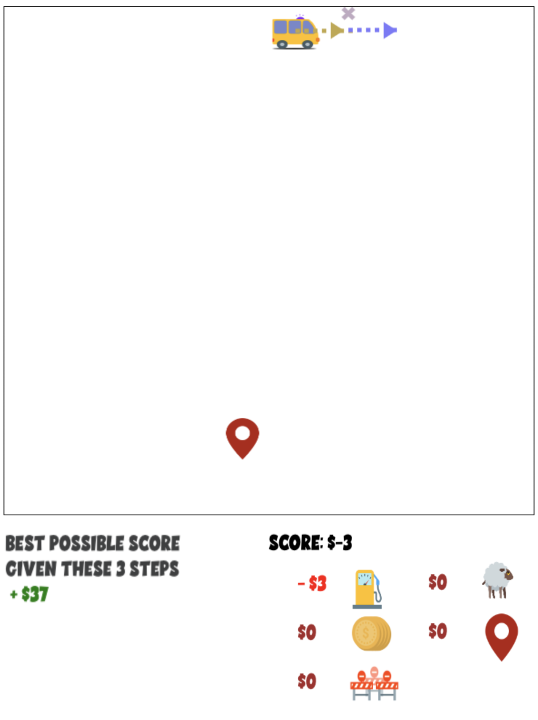 BEST POSSIBLE SCORE
GIVEN THESE 3 STEPS
+ $37
SCORE: $-3
- $3
$0
$0
$0
$0